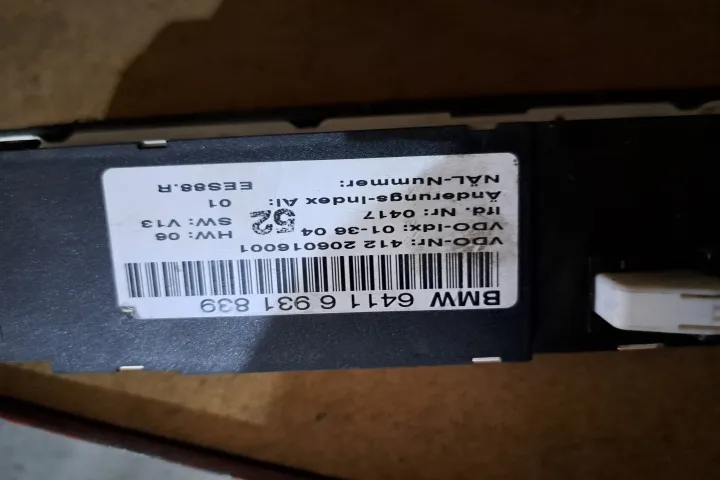 BMW 6411 6 931 839
VDO-Nr: 412 206016001
VDO-Idx: 01-36 04 HW: 06
lfd. Nr: 0417 52 SW: V13
Änderungs-Index AI: 01
NÄL-Nummer: EES88.R